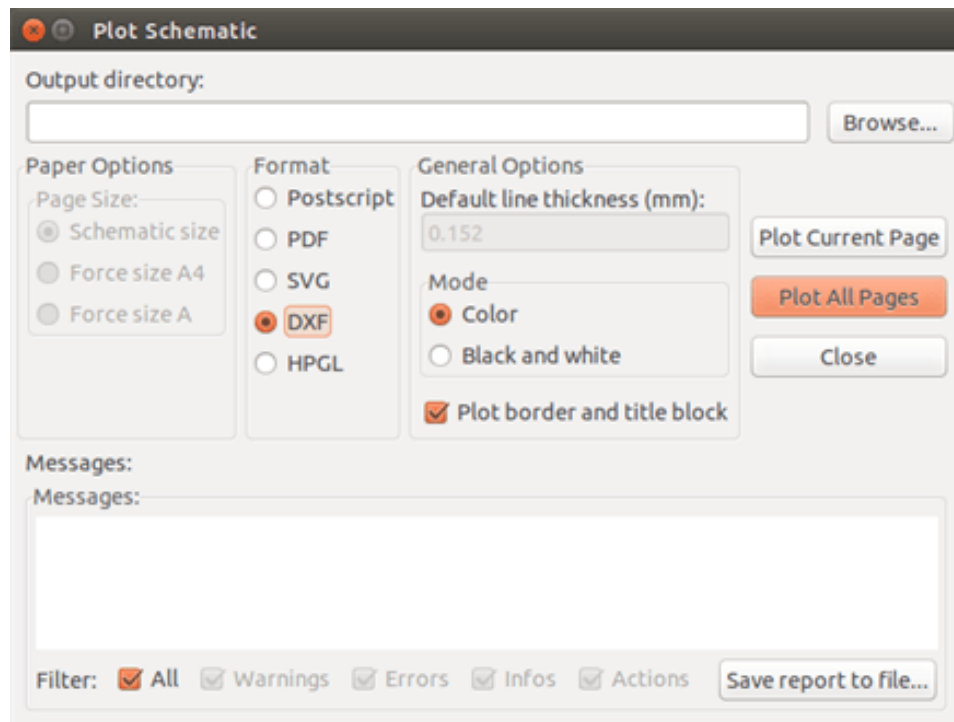 Plot Schematic
Output directory:
Browse...
Paper Options
Page Size:
Schematic size
Force size A4
Force size A
Format
Postscript
PDF
SVG
DXF
HPGL
General Options
Default line thickness (mm):
0.152
Mode
Color
Black and white
Plot border and title block
Plot Current Page
Plot All Pages
Close
Messages:
Messages:
Filter: All Warnings Errors Infos Actions Save report to file...